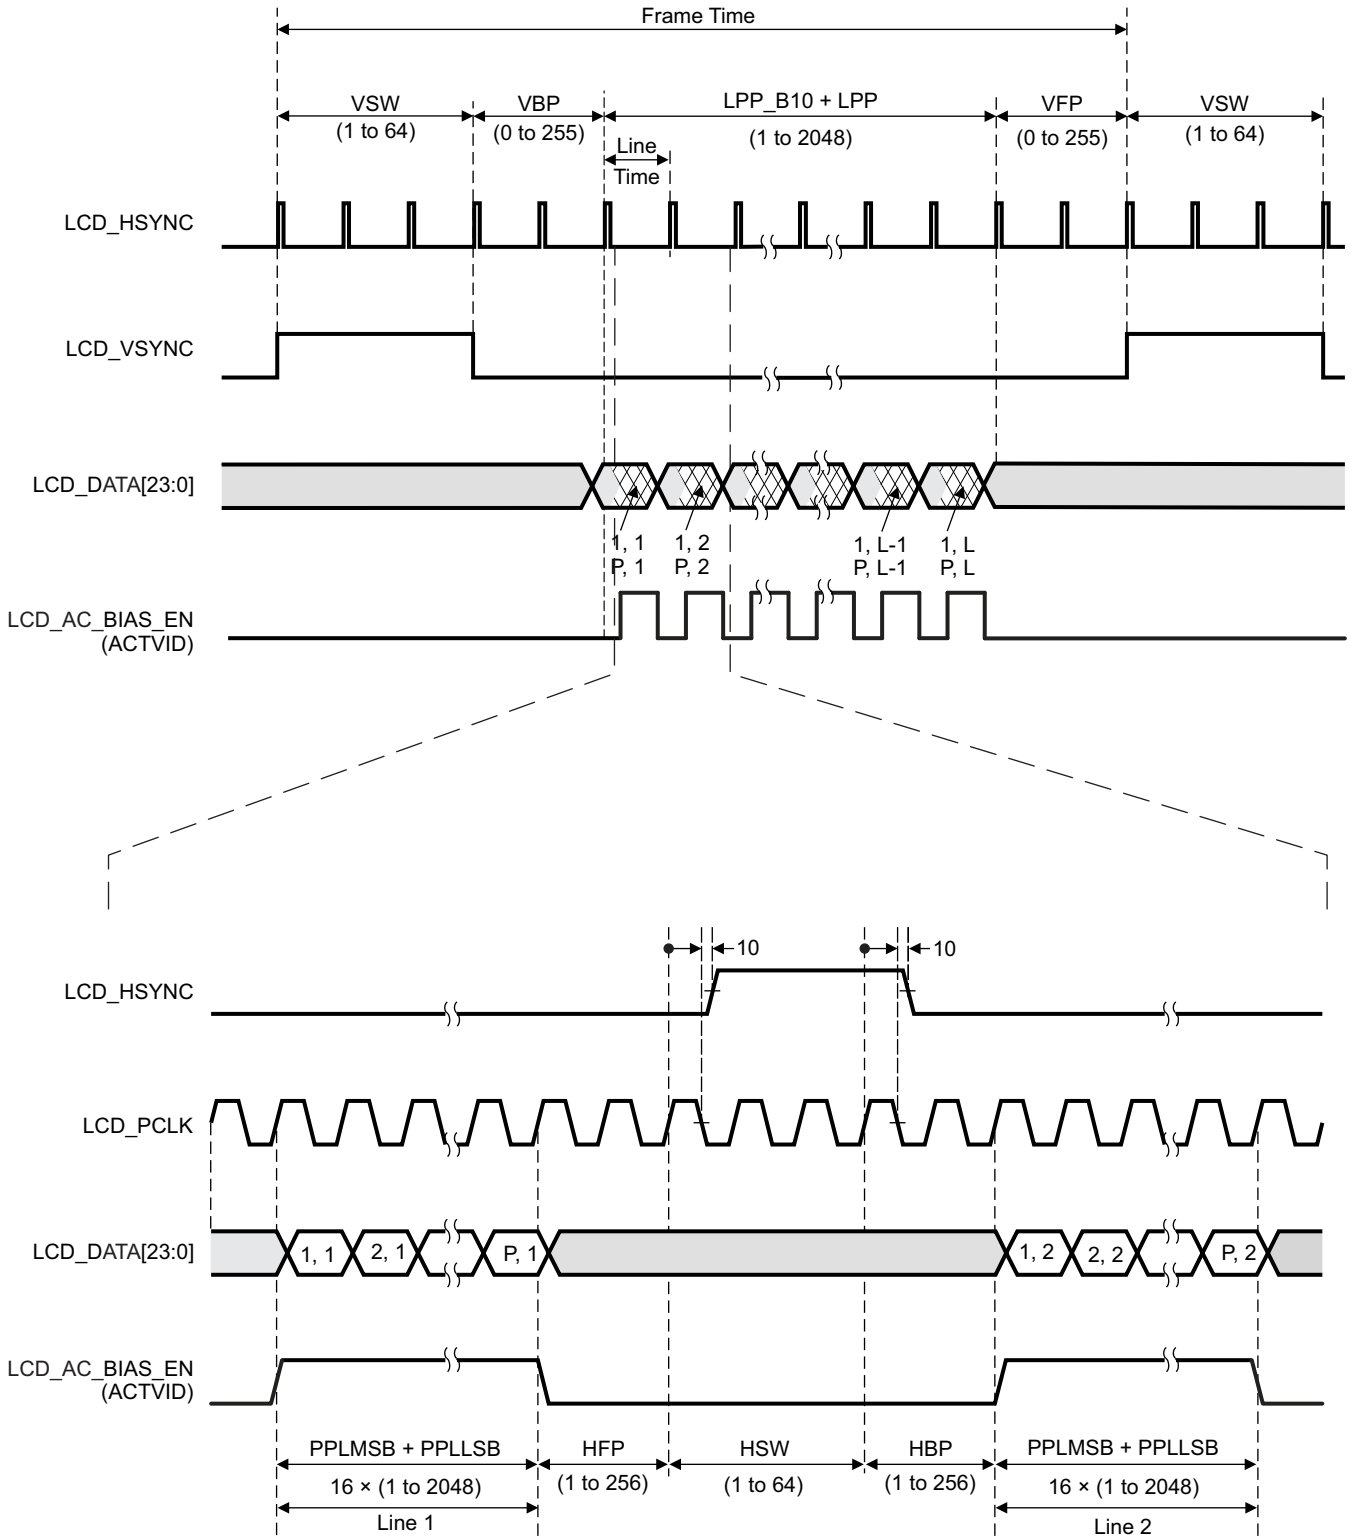 Frame Time
VSW
(1 to 64)
VBP
(0 to 255)
LPP_B10 + LPP
(1 to 2048)
VFP
(0 to 255)
VSW
(1 to 64)
Line
Time
LCD_HSYNC
LCD_VSYNC
LCD_DATA[23:0]
1, 1
P, 1
1, 2
P, 2
1, L-1
P, L-1
1, L
P, L
LCD_AC_BIAS_EN
(ACTVID)
10
10
LCD_HSYNC
LCD_PCLK
LCD_DATA[23:0]
1, 1
2, 1
P, 1
1, 2
2, 2
P, 2
LCD_AC_BIAS_EN
(ACTVID)
PPLMSB + PPLLSB
16 × (1 to 2048)
Line 1
HFP
(1 to 256)
HSW
(1 to 64)
HBP
(1 to 256)
PPLMSB + PPLLSB
16 × (1 to 2048)
Line 2